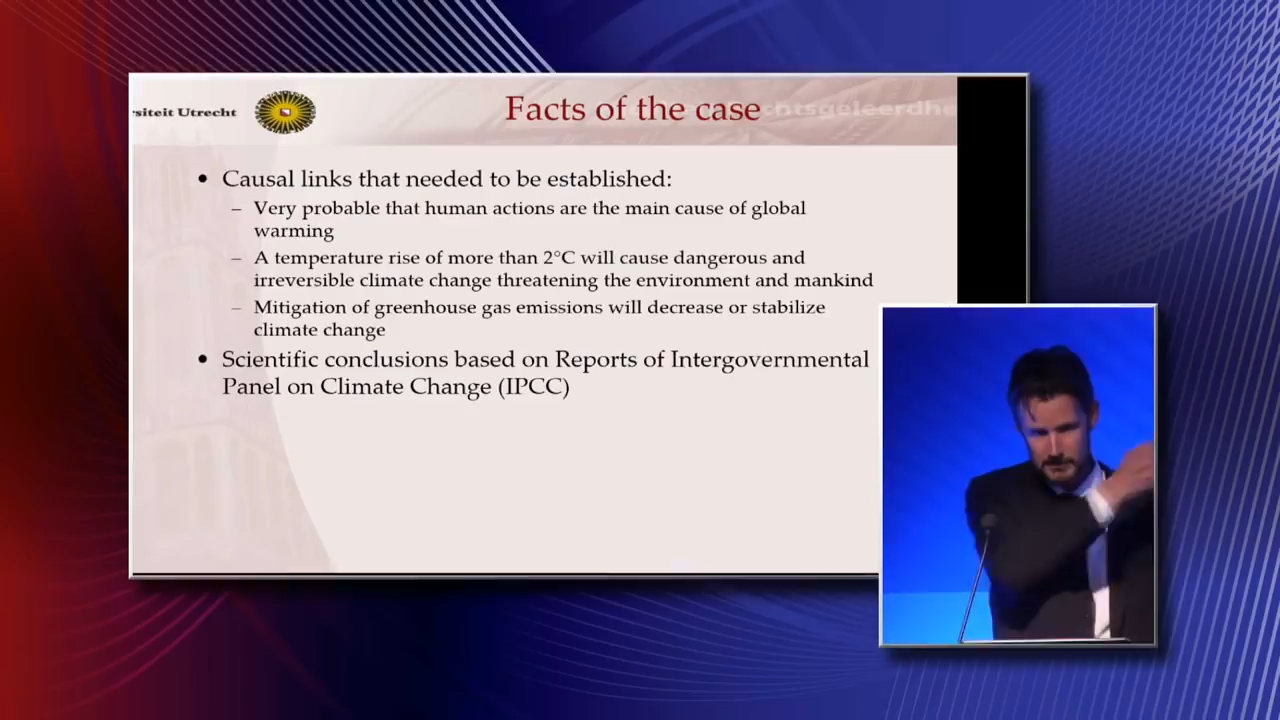 siteit Utrecht
Facts of the case
chtsgeleerdhe
• Causal links that needed to be established:
– Very probable that human actions are the main cause of global
warming
– A temperature rise of more than 2°C will cause dangerous and
irreversible climate change threatening the environment and mankind
– Mitigation of greenhouse gas emissions will decrease or stabilize
climate change
• Scientific conclusions based on Reports of Intergovernmental
Panel on Climate Change (IPCC)